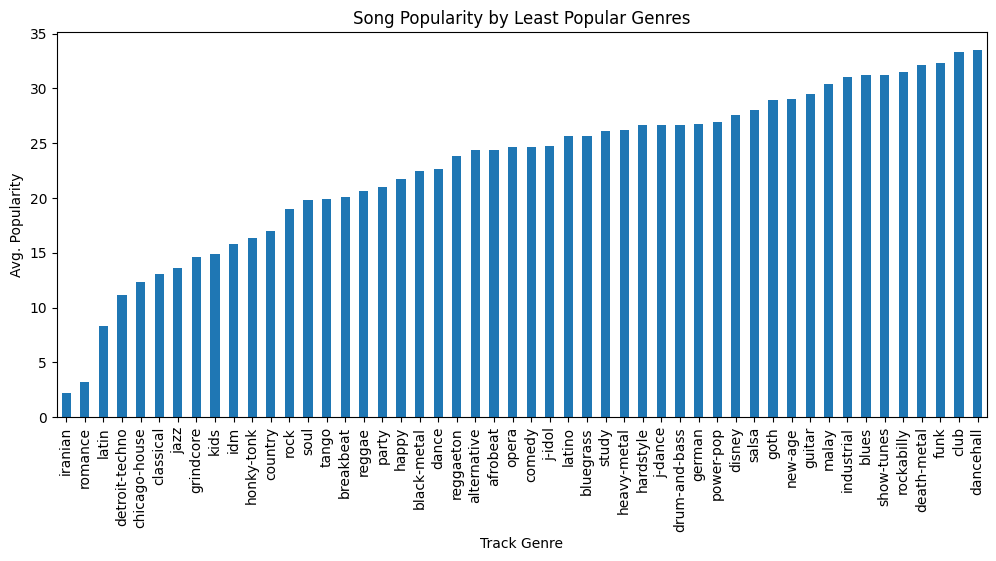 Song Popularity by Least Popular Genres
Avg. Popularity
35
30
25
20
15
10
5
0
iranian
romance
latin
detroit-techno
chicago-house
classical
jazz
grindcore
kids
idm
honky-tonk
country
rock
soul
tango
breakbeat
reggae
party
happy
black-metal
dance
reggaeton
alternative
afrobeat
opera
comedy
j-idol
latino
bluegrass
study
heavy-metal
hardstyle
j-dance
drum-and-bass
german
power-pop
disney
salsa
goth
new-age
guitar
malay
industrial
blues
show-tunes
rockabilly
death-metal
funk
club
dancehall
Track Genre